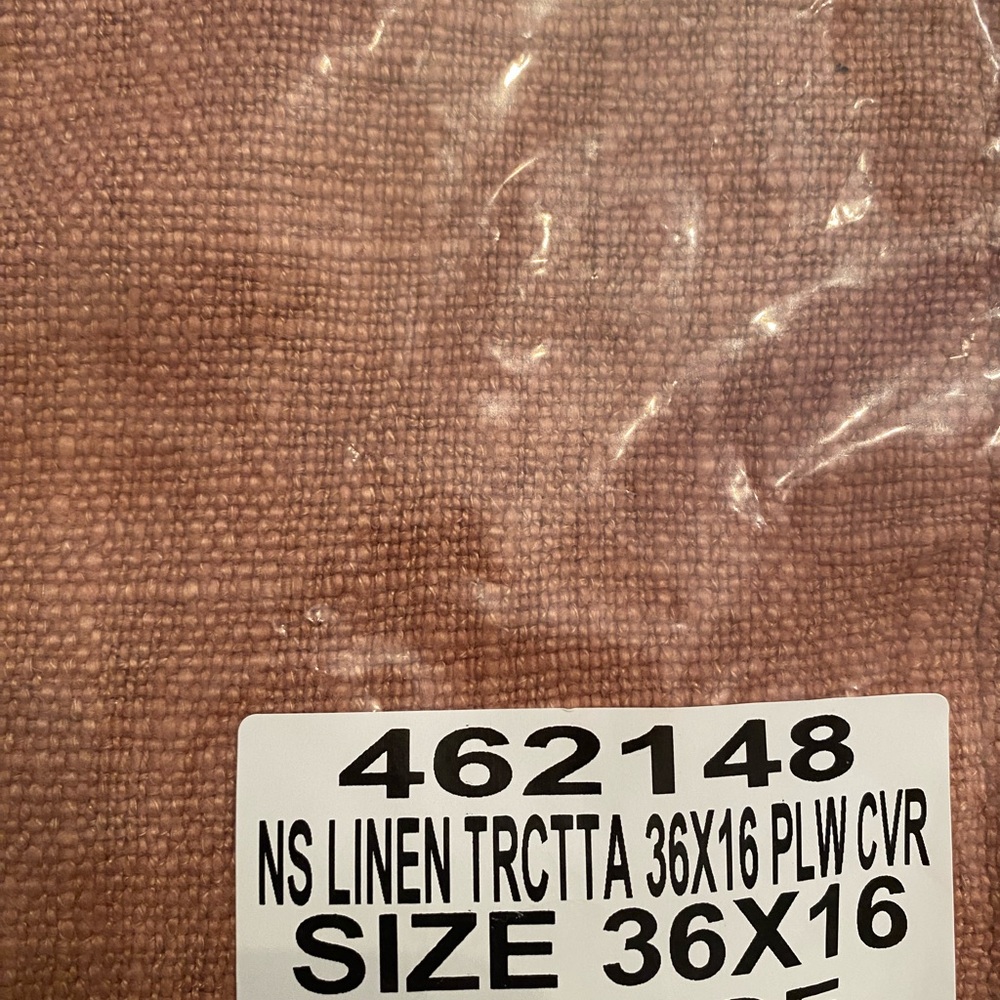 462148
NS LINEN TRCTTA 36X16 PLW CVR
SIZE 36X16